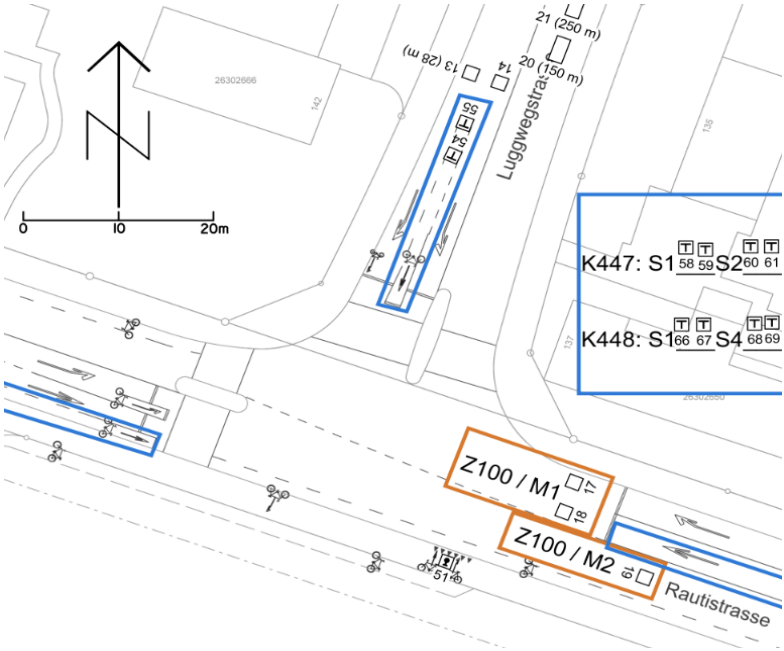 21 (250 m)
20 (150 m)
13 (28 m)
14
26302666
142
Luggwegstrasse
55
T
54
T
138
N
0 10 20m
K447: S1 T 58 T 59 S2 T 60 T 61
K448: S1 T 66 T 67 S4 T 68 T 69
137
26302650
Z100 / M1
17
18
Z100 / M2
19
51
Rautistrasse